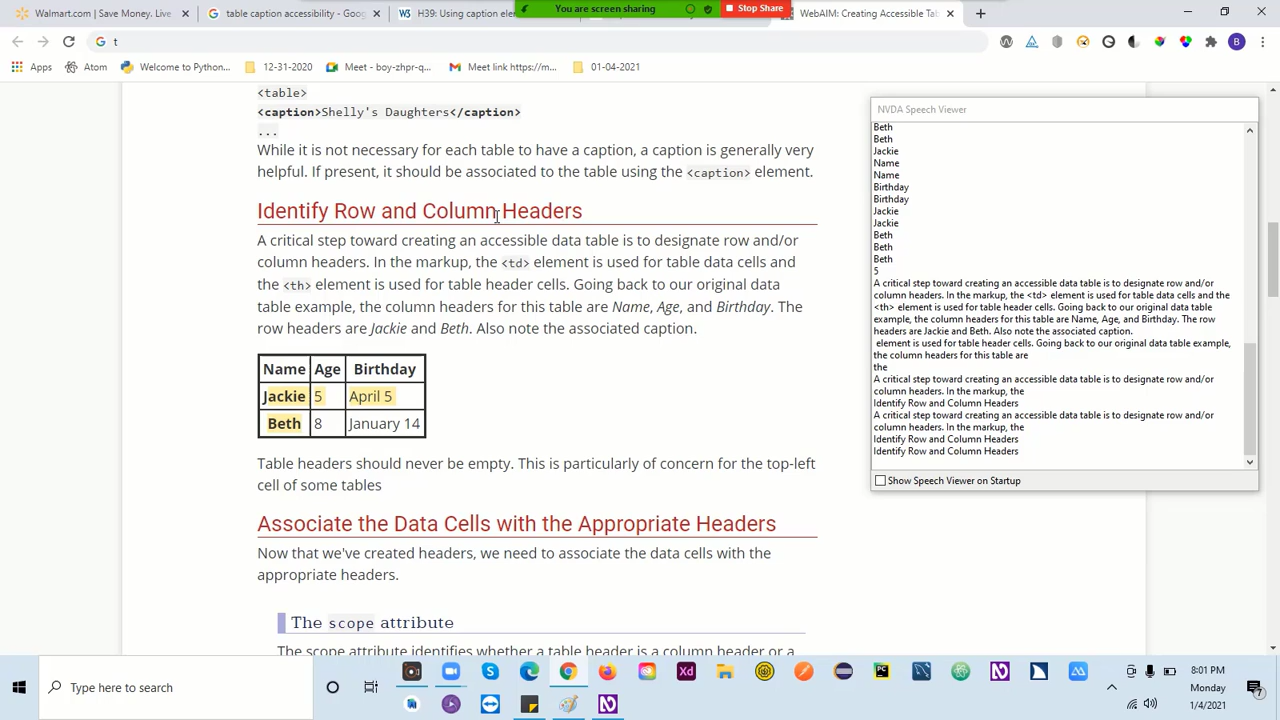 Walmart.com | Save Money. Live
table caption accessibility - Goo
H39: Using caption element
You are screen sharing
Stop Share
WebAIM: Creating Accessible Tab
t
Apps
Atom
Welcome to Python...
12-31-2020
Meet - boy-zhpr-q...
Meet link https://m...
01-04-2021
B
<table>
<caption>Shelly's Daughters</caption>
...
While it is not necessary for each table to have a caption, a caption is generally very
helpful. If present, it should be associated to the table using the <caption> element.
Identify Row and Column Headers
A critical step toward creating an accessible data table is to designate row and/or
column headers. In the markup, the <td> element is used for table data cells and
the <th> element is used for table header cells. Going back to our original data
table example, the column headers for this table are Name, Age, and Birthday. The
row headers are Jackie and Beth. Also note the associated caption.
Name Age Birthday
Jackie 5 April 5
Beth 8 January 14
Table headers should never be empty. This is particularly of concern for the top-left
cell of some tables
Associate the Data Cells with the Appropriate Headers
Now that we've created headers, we need to associate the data cells with the
appropriate headers.
The scope attribute
The scope attribute identifies whether a table header is a column header or a
NVDA Speech Viewer
Beth
Beth
Jackie
Name
Name
Birthday
Birthday
Jackie
Jackie
Beth
Beth
Beth
5
A critical step toward creating an accessible data table is to designate row and/or
column headers. In the markup, the <td> element is used for table data cells and the
<th> element is used for table header cells. Going back to our original data table
example, the column headers for this table are Name, Age, and Birthday. The row
headers are Jackie and Beth. Also note the associated caption.
element is used for table header cells. Going back to our original data table example,
the column headers for this table are
the
A critical step toward creating an accessible data table is to designate row and/or
column headers. In the markup, the
Identify Row and Column Headers
A critical step toward creating an accessible data table is to designate row and/or
column headers. In the markup, the
Identify Row and Column Headers
Identify Row and Column Headers
Show Speech Viewer on Startup
Type here to search
8:01 PM
Monday
1/4/2021